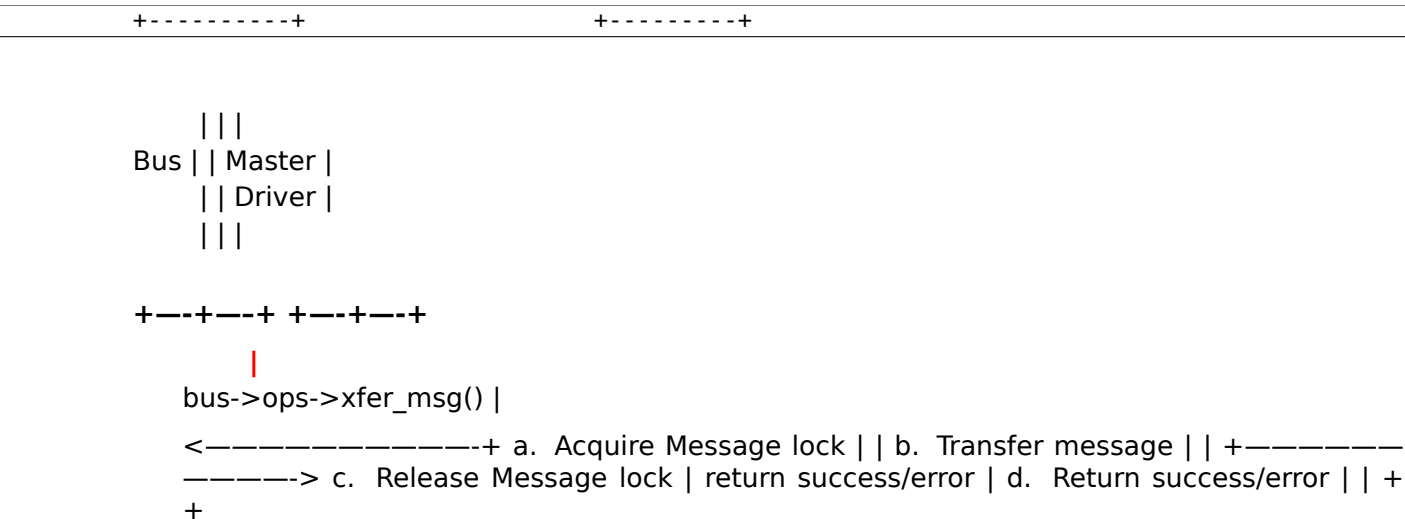 +----------+ +---------+
| | |
Bus | | Master |
| | Driver |
| | |
+—-+—-+ +—-+—-+
|
bus->ops->xfer_msg() |
<——————————-+ a. Acquire Message lock | | b. Transfer message | | +——————
————-> c. Release Message lock | return success/error | d. Return success/error | | +
+